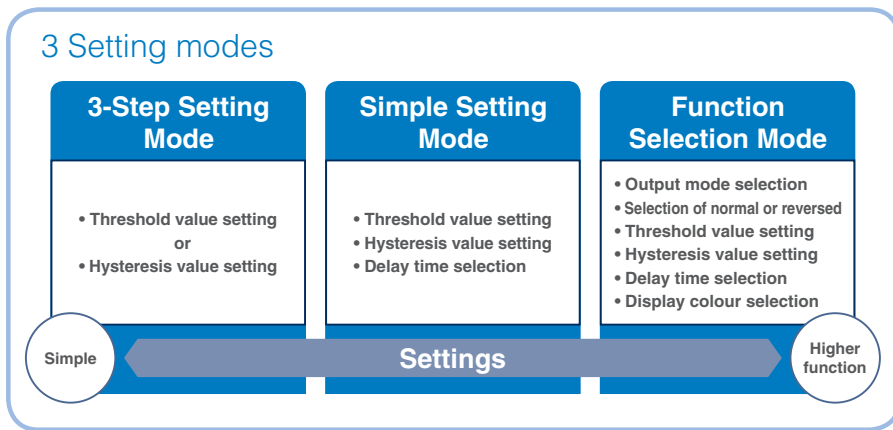 3 Setting modes
3-Step Setting
Mode
• Threshold value setting
or
• Hysteresis value setting
Simple Setting
Mode
• Threshold value setting
• Hysteresis value setting
• Delay time selection
Function
Selection Mode
• Output mode selection
• Selection of normal or reversed
• Threshold value setting
• Hysteresis value setting
• Delay time selection
• Display colour selection
Simple
Settings
Higher
function